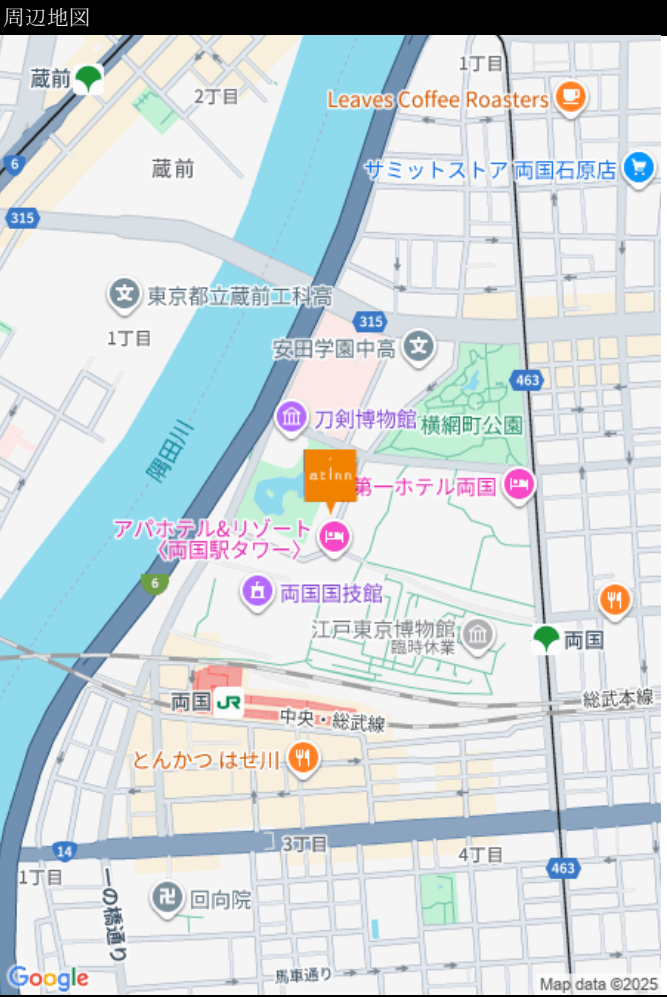 周辺地図
1丁目
蔵前
2丁目
Leaves Coffee Roasters
6
蔵前
サミットストア 両国石原店
315
東京都立蔵前工科高
315
1丁目
安田学園中高
463
刀剣博物館
横網町公園
隅田川
at inn
第一ホテル両国
アパホテル&リゾート
〈両国駅タワー〉
6
両国国技館
江戸東京博物館
臨時休業
両国
両国
JR
総武本線
中央・総武線
とんかつ はせ川
14
3丁目
4丁目
463
1丁目
一の橋通り
回向院
馬車通り
Google
Map data ©2025